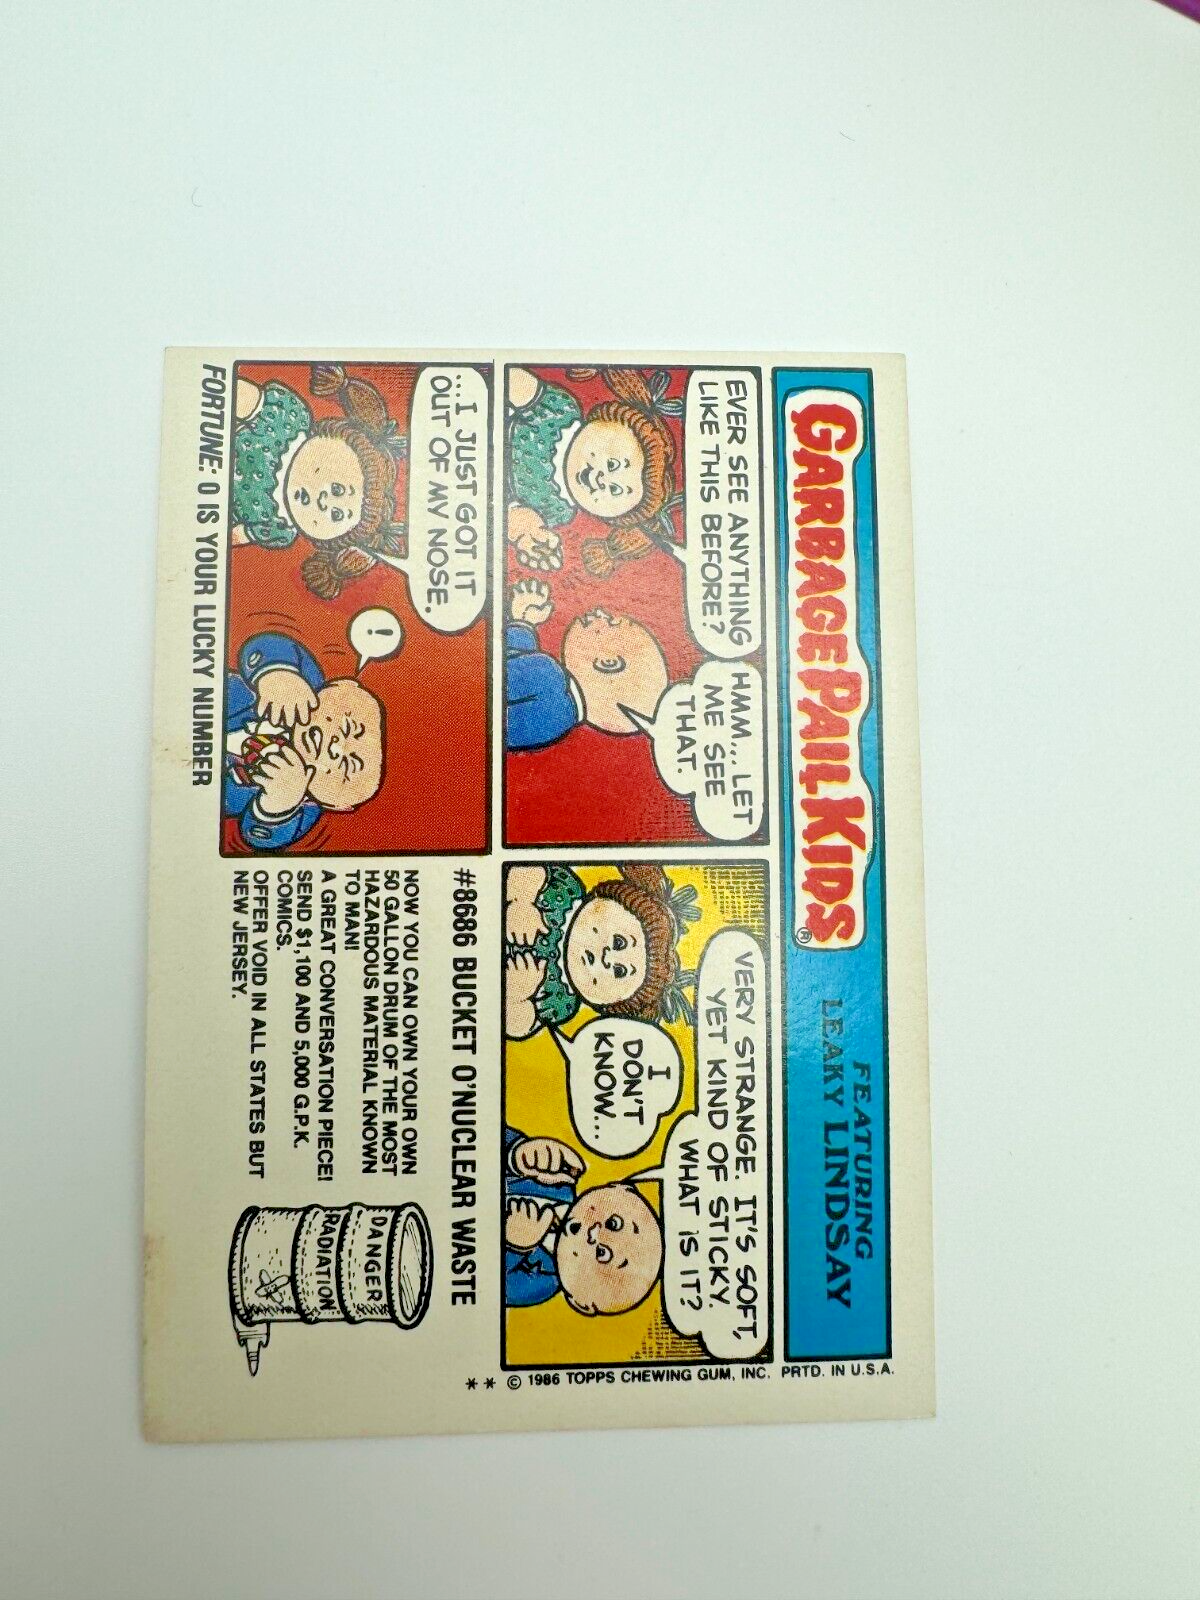 GARBAGE PAIL KIDS®
FEATURING
LEAKY LINDSAY
EVER SEE ANYTHING
LIKE THIS BEFORE?
HMM... LET
ME SEE
THAT.
VERY STRANGE. IT'S SOFT,
YET KIND OF STICKY.
WHAT IS IT?
I
DON'T
KNOW...
...I JUST GOT IT
OUT OF MY NOSE.
!
FORTUNE: 0 IS YOUR LUCKY NUMBER
#8686 BUCKET O'NUCLEAR WASTE
NOW YOU CAN OWN YOUR OWN
50 GALLON DRUM OF THE MOST
HAZARDOUS MATERIAL KNOWN
TO MAN!
A GREAT CONVERSATION PIECE!
SEND $1,100 AND 5,000 G.P.K.
COMICS.
OFFER VOID IN ALL STATES BUT
NEW JERSEY.
DANGER
RADIATION
** © 1986 TOPPS CHEWING GUM, INC. PRTD. IN U.S.A.